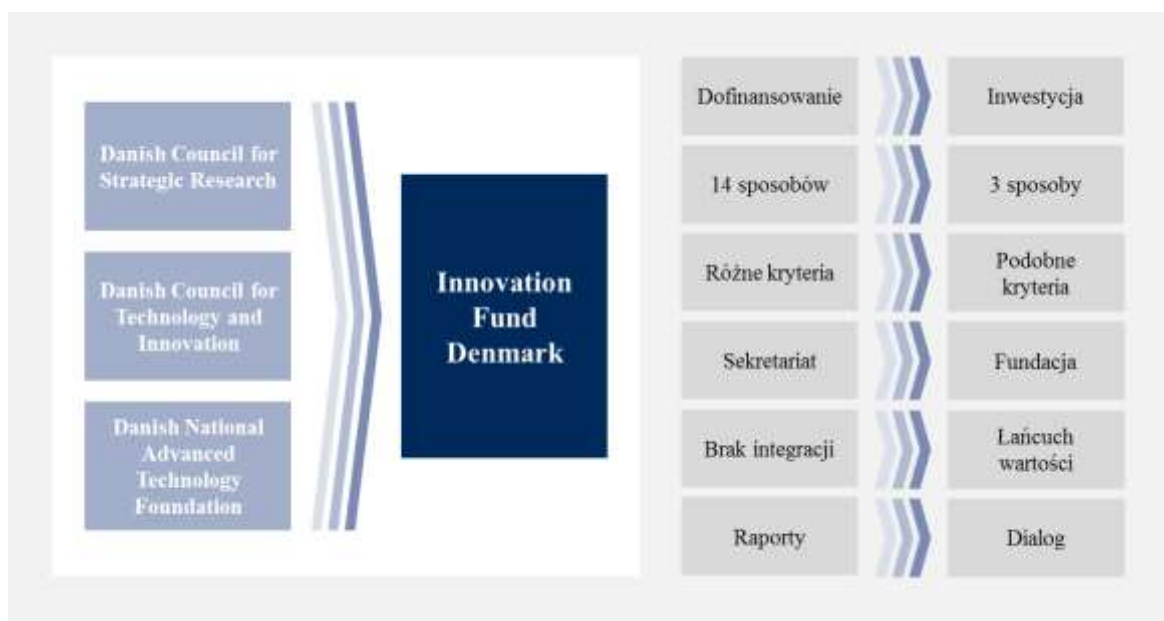 Danish Council for
Strategic Research
Danish Council for
Technology and
Innovation
Danish National
Advanced
Technology
Foundation
Innovation
Fund
Denmark
Dofinansowanie
Inwestycja
14 sposobów
3 sposoby
Różne kryteria
Podobne
kryteria
Sekretariat
Fundacja
Brak integracji
Łańcuch
wartości
Raporty
Dialog